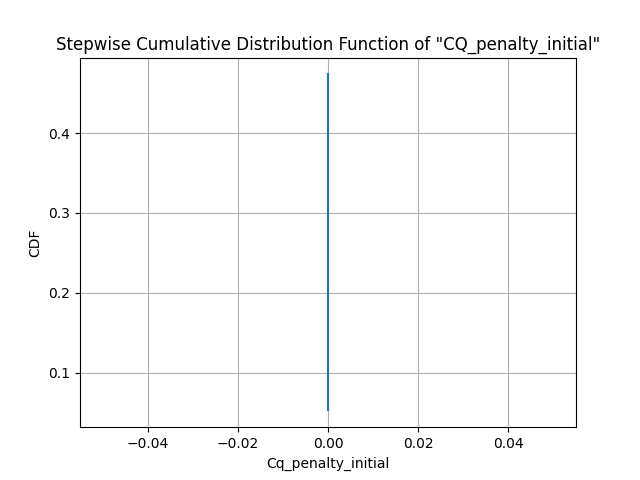 Stepwise Cumulative Distribution Function of "CQ_penalty_initial"
0.4
0.3
0.2
0.1
CDF
−0.04 −0.02 0.00 0.02 0.04
Cq_penalty_initial